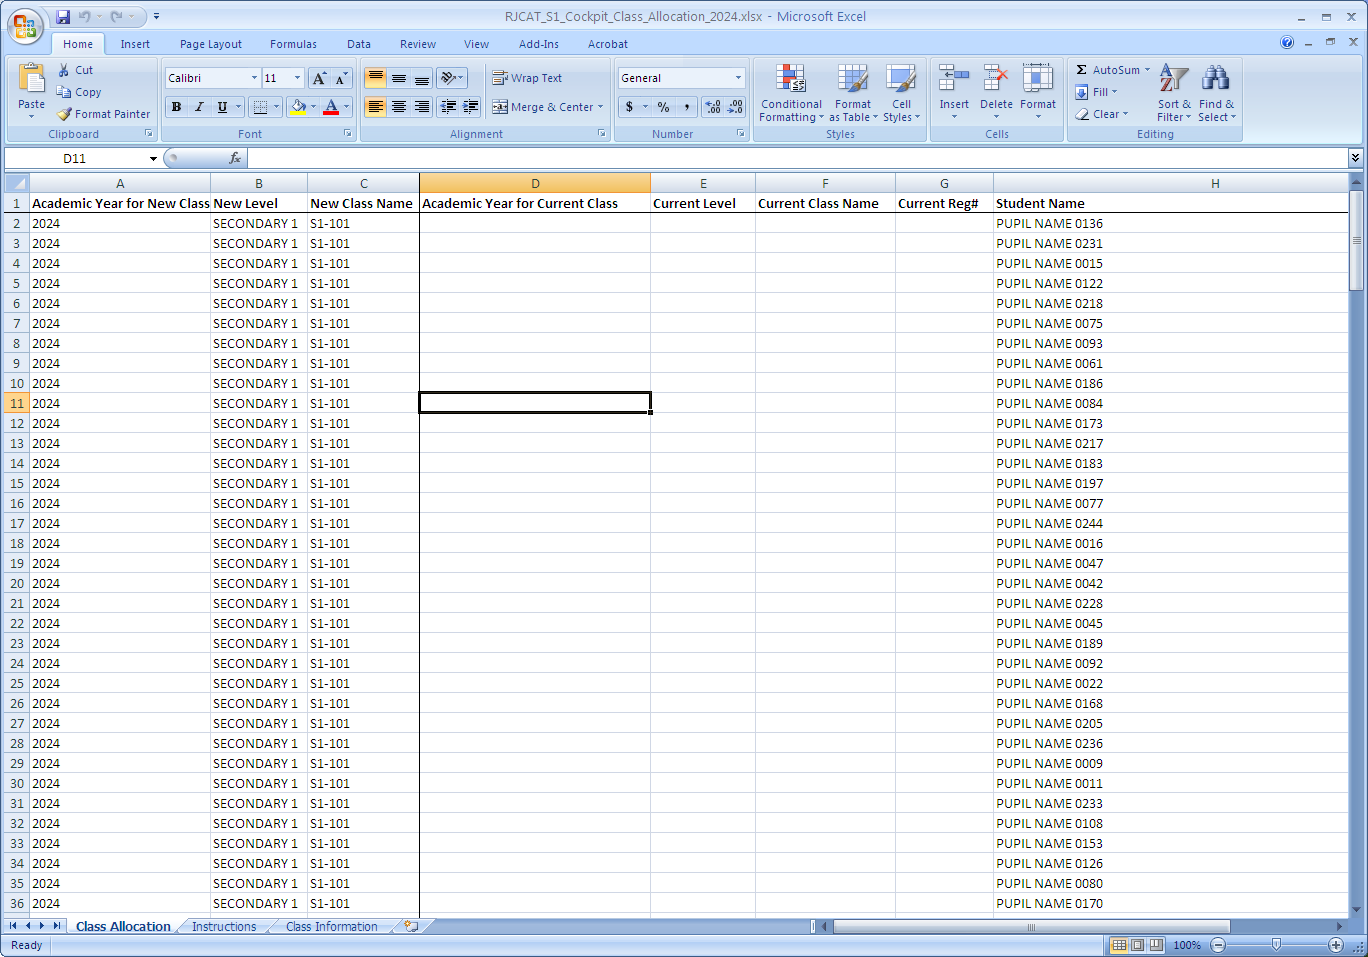 RJCAT_S1_Cockpit_Class_Allocation_2024.xlsx - Microsoft Excel
Home Insert Page Layout Formulas Data Review View Add-Ins Acrobat
Paste Cut Copy Format Painter Clipboard
Calibri 11 A A B I U A Font
Wrap Text Merge & Center Alignment
General $ % , .00 .00 Number
Conditional Formatting Format as Table Cell Styles Styles
Insert Delete Format Cells
Σ AutoSum Fill Clear Sort & Filter Find & Select Editing
D11 fx
A B C D E F G H
1 Academic Year for New Class New Level New Class Name Academic Year for Current Class Current Level Current Class Name Current Reg# Student Name
2 2024 SECONDARY 1 S1-101 PUPIL NAME 0136
3 2024 SECONDARY 1 S1-101 PUPIL NAME 0231
4 2024 SECONDARY 1 S1-101 PUPIL NAME 0015
5 2024 SECONDARY 1 S1-101 PUPIL NAME 0122
6 2024 SECONDARY 1 S1-101 PUPIL NAME 0218
7 2024 SECONDARY 1 S1-101 PUPIL NAME 0075
8 2024 SECONDARY 1 S1-101 PUPIL NAME 0093
9 2024 SECONDARY 1 S1-101 PUPIL NAME 0061
10 2024 SECONDARY 1 S1-101 PUPIL NAME 0186
11 2024 SECONDARY 1 S1-101 PUPIL NAME 0084
12 2024 SECONDARY 1 S1-101 PUPIL NAME 0173
13 2024 SECONDARY 1 S1-101 PUPIL NAME 0217
14 2024 SECONDARY 1 S1-101 PUPIL NAME 0183
15 2024 SECONDARY 1 S1-101 PUPIL NAME 0197
16 2024 SECONDARY 1 S1-101 PUPIL NAME 0077
17 2024 SECONDARY 1 S1-101 PUPIL NAME 0244
18 2024 SECONDARY 1 S1-101 PUPIL NAME 0016
19 2024 SECONDARY 1 S1-101 PUPIL NAME 0047
20 2024 SECONDARY 1 S1-101 PUPIL NAME 0042
21 2024 SECONDARY 1 S1-101 PUPIL NAME 0228
22 2024 SECONDARY 1 S1-101 PUPIL NAME 0045
23 2024 SECONDARY 1 S1-101 PUPIL NAME 0189
24 2024 SECONDARY 1 S1-101 PUPIL NAME 0092
25 2024 SECONDARY 1 S1-101 PUPIL NAME 0022
26 2024 SECONDARY 1 S1-101 PUPIL NAME 0168
27 2024 SECONDARY 1 S1-101 PUPIL NAME 0205
28 2024 SECONDARY 1 S1-101 PUPIL NAME 0236
29 2024 SECONDARY 1 S1-101 PUPIL NAME 0009
30 2024 SECONDARY 1 S1-101 PUPIL NAME 0011
31 2024 SECONDARY 1 S1-101 PUPIL NAME 0233
32 2024 SECONDARY 1 S1-101 PUPIL NAME 0108
33 2024 SECONDARY 1 S1-101 PUPIL NAME 0153
34 2024 SECONDARY 1 S1-101 PUPIL NAME 0126
35 2024 SECONDARY 1 S1-101 PUPIL NAME 0080
36 2024 SECONDARY 1 S1-101 PUPIL NAME 0170
Class Allocation Instructions Class Information
Ready 100%